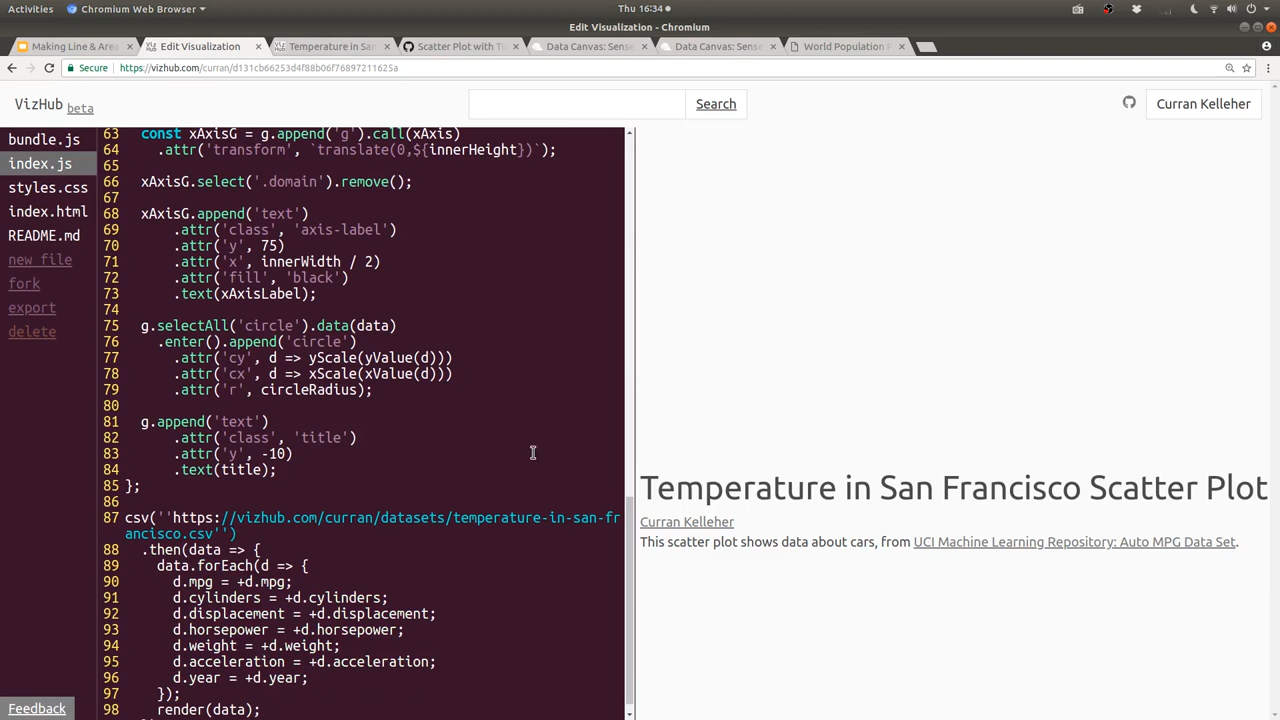 Activities
Chromium Web Browser
Thu 16:34
Edit Visualization - Chromium
Making Line & Area
Edit Visualization
Temperature in San
Scatter Plot with Ti
Data Canvas: Sense
Data Canvas: Sense
World Population P
Secure
https://vizhub.com/curran/d131cb66253d4f88b06f76897211625a
VizHub beta
Search
Curran Kelleher
bundle.js
index.js
styles.css
index.html
README.md
new file
fork
export
delete
Feedback
63 const xAxisG = g.append('g').call(xAxis)
64 .attr('transform', `translate(0,${innerHeight})`);
65
66 xAxisG.select('.domain').remove();
67
68 xAxisG.append('text')
69 .attr('class', 'axis-label')
70 .attr('y', 75)
71 .attr('x', innerWidth / 2)
72 .attr('fill', 'black')
73 .text(xAxisLabel);
74
75 g.selectAll('circle').data(data)
76 .enter().append('circle')
77 .attr('cy', d => yScale(yValue(d)))
78 .attr('cx', d => xScale(xValue(d)))
79 .attr('r', circleRadius);
80
81 g.append('text')
82 .attr('class', 'title')
83 .attr('y', -10)
84 .text(title);
85 };
86
87 csv(''https://vizhub.com/curran/datasets/temperature-in-san-fr
ancisco.csv'')
88 .then(data => {
89 data.forEach(d => {
90 d.mpg = +d.mpg;
91 d.cylinders = +d.cylinders;
92 d.displacement = +d.displacement;
93 d.horsepower = +d.horsepower;
94 d.weight = +d.weight;
95 d.acceleration = +d.acceleration;
96 d.year = +d.year;
97 });
98 render(data);
Temperature in San Francisco Scatter Plot
Curran Kelleher
This scatter plot shows data about cars, from UCI Machine Learning Repository: Auto MPG Data Set.